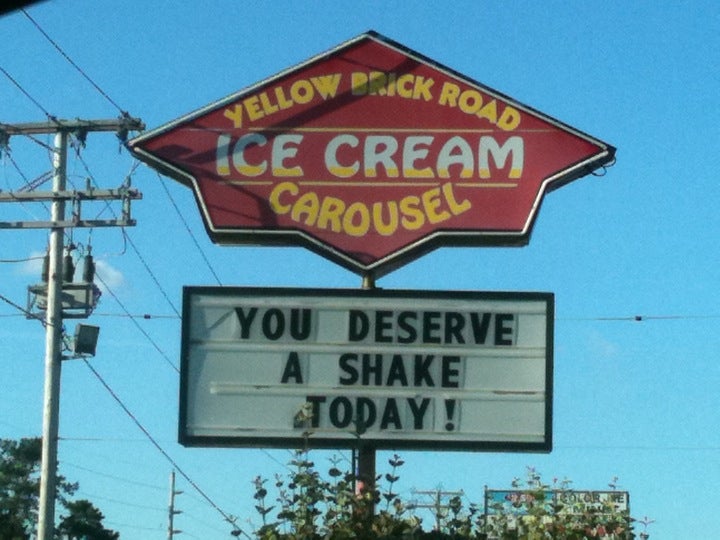 YELLOW BRICK ROAD
ICE CREAM
CAROUSEL
YOU DESERVE
A SHAKE
TODAY!